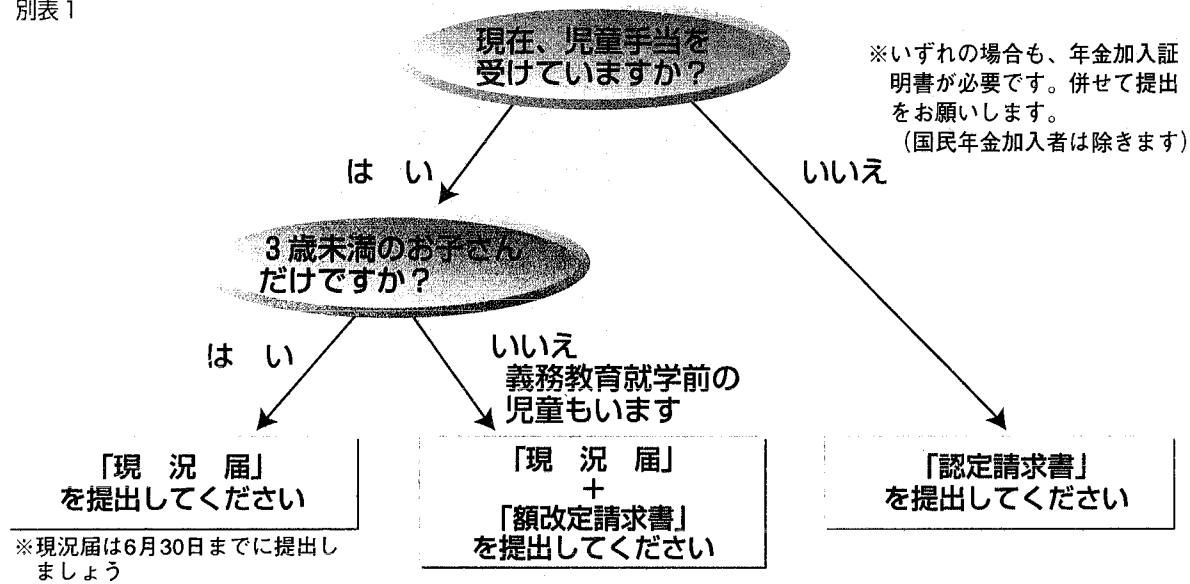 別表1
現在、児童手当を
受けていますか？
※いずれの場合も、年金加入証
明書が必要です。併せて提出
をお願いします。
（国民年金加入者は除きます）
は　い
いいえ
3歳未満のお子さん
だけですか？
は　い
いいえ
義務教育就学前の
児童もいます
「現　況　届」
を提出してください
※現況届は6月30日までに提出し
ましょう
「現　況　届」
＋
「額改定請求書」
を提出してください
「認定請求書」
を提出してください